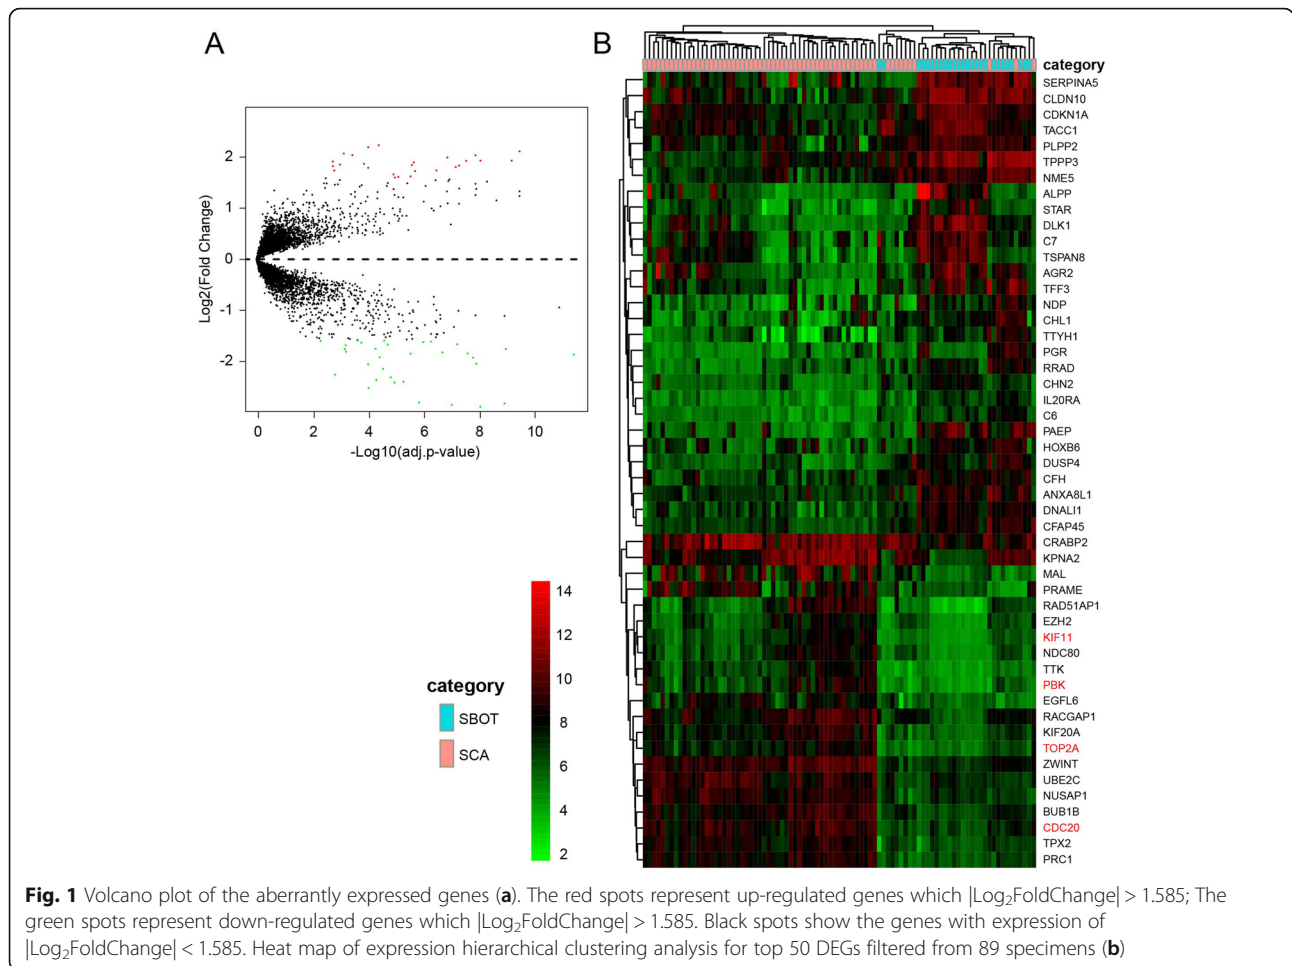 A
B
Log2(Fold Change)
2
1
0
-1
-2
0 2 4 6 8 10
-Log10(adj.p-value)
category
SBOT
SCA
14
12
10
8
6
4
2
category
SERPINA5
CLDN10
CDKN1A
TACC1
PLPP2
TPPP3
NME5
ALPP
STAR
DLK1
C7
TSPAN8
AGR2
TFF3
NDP
CHL1
TTYH1
PGR
RRAD
CHN2
IL20RA
C6
PAEP
HOXB6
DUSP4
CFH
ANXA8L1
DNALI1
CFAP45
CRABP2
KPNA2
MAL
PRAME
RAD51AP1
EZH2
KIF11
NDC80
TTK
PBK
EGFL6
RACGAP1
KIF20A
TOP2A
ZWINT
UBE2C
NUSAP1
BUB1B
CDC20
TPX2
PRC1
Fig. 1 Volcano plot of the aberrantly expressed genes (a). The red spots represent up-regulated genes which |Log₂FoldChange| > 1.585; The
green spots represent down-regulated genes which |Log₂FoldChange| > 1.585. Black spots show the genes with expression of
|Log₂FoldChange| < 1.585. Heat map of expression hierarchical clustering analysis for top 50 DEGs filtered from 89 specimens (b)